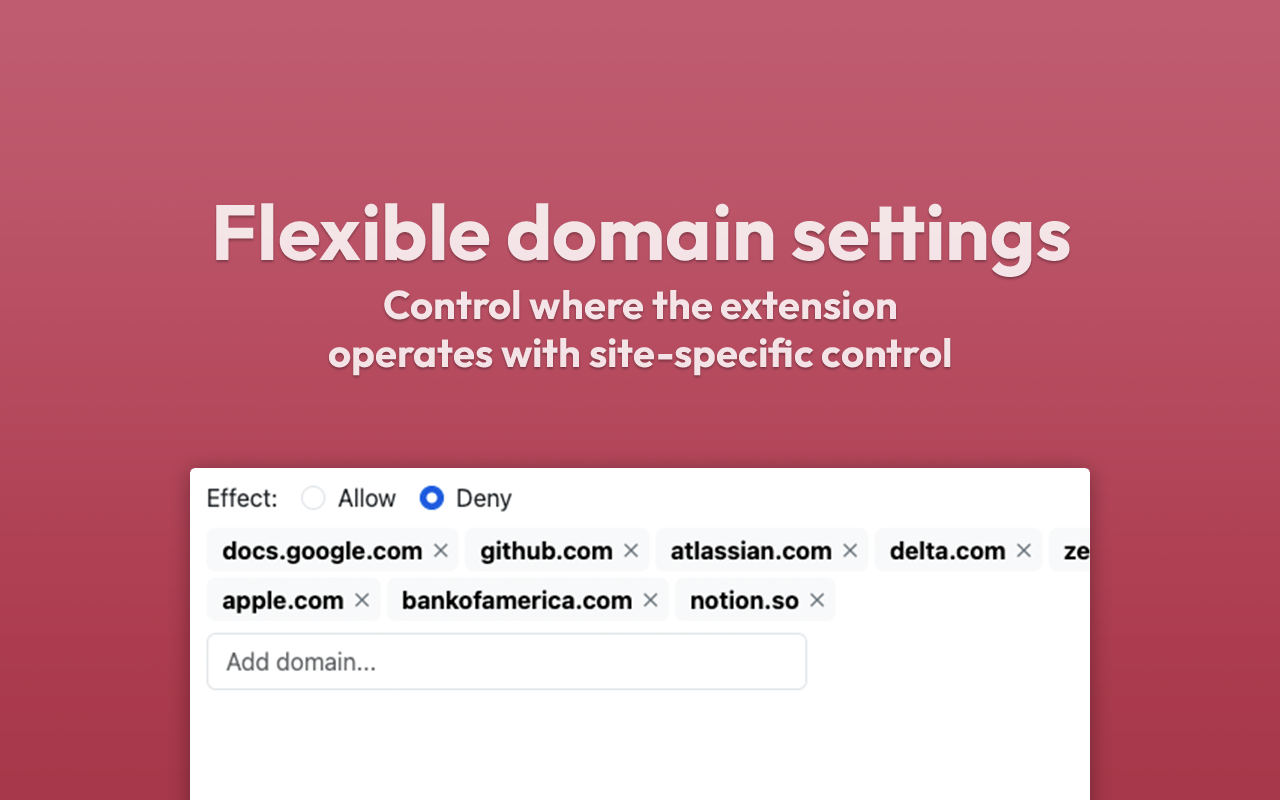 Flexible domain settings
Control where the extension
operates with site-specific control
Effect: Allow Deny
docs.google.com × github.com × atlassian.com × delta.com × ze
apple.com × bankofamerica.com × notion.so ×
Add domain...